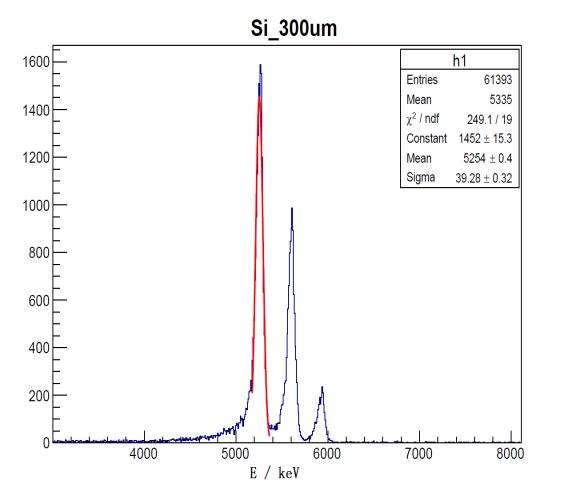 Si_300um
h1
Entries 61393
Mean 5335
χ² / ndf 249.1 / 19
Constant 1452 ± 15.3
Mean 5254 ± 0.4
Sigma 39.28 ± 0.32
1600
1400
1200
1000
800
600
400
200
0
4000 5000 6000 7000 8000
E / keV